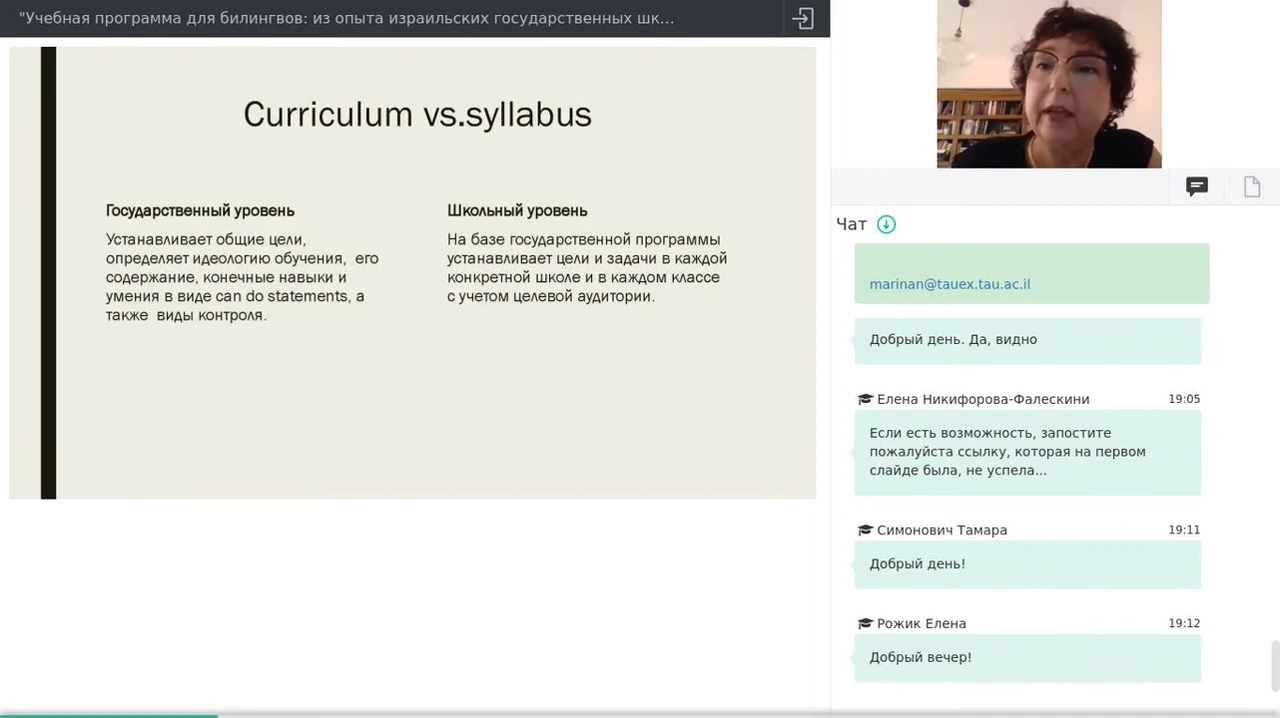 "Учебная программа для билингвов: из опыта израильских государственных шк...
Curriculum vs.syllabus
Государственный уровень
Устанавливает общие цели,
определяет идеологию обучения,  его
содержание, конечные навыки и
умения в виде can do statements, а
также  виды контроля.
Школьный уровень
На базе государственной программы
устанавливает цели и задачи в каждой
конкретной школе и в каждом классе
с учетом целевой аудитории.
Чат
marinan@tauex.tau.ac.il
Добрый день. Да, видно
Елена Никифорова-Фалескини 19:05
Если есть возможность, запостите
пожалуйста ссылку, которая на первом
слайде была, не успела...
Симонович Тамара 19:11
Добрый день!
Рожик Елена 19:12
Добрый вечер!